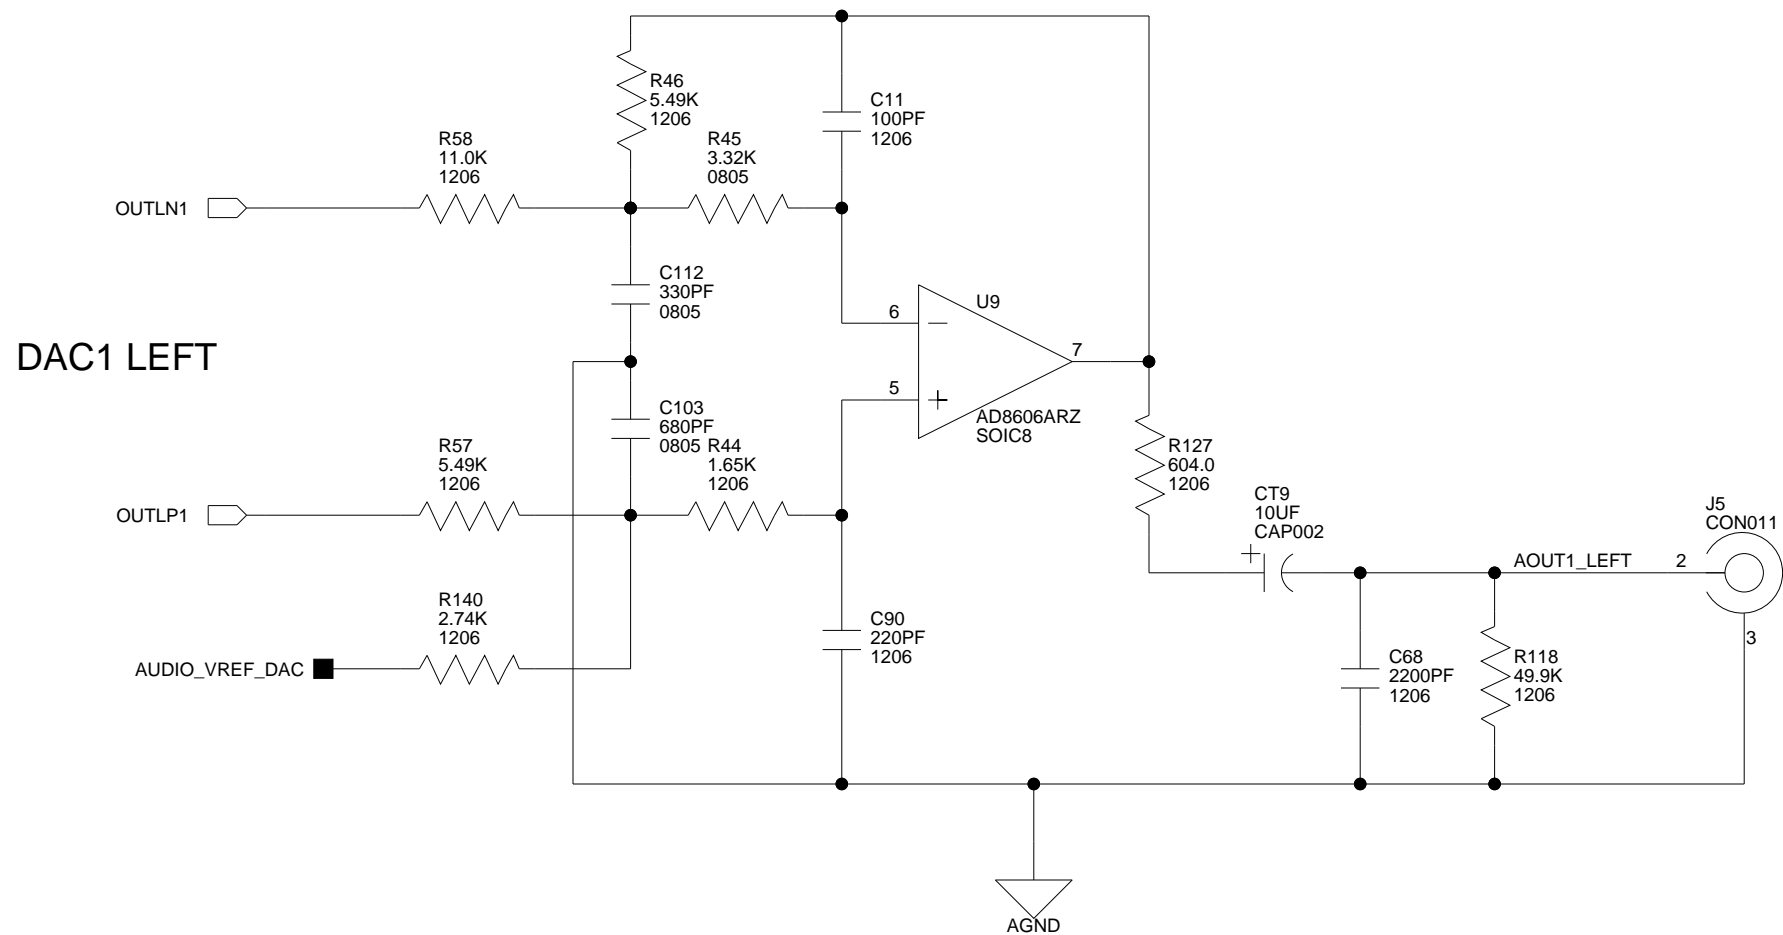 R46
5.49K
1206
C11
100PF
1206
R58
11.0K
1206
R45
3.32K
0805
OUTLN1
C112
330PF
0805
U9
6
7
5
AD8606ARZ
SOIC8
DAC1 LEFT
C103
680PF
0805
R44
1.65K
1206
R57
5.49K
1206
OUTLP1
R127
604.0
1206
CT9
10UF
CAP002
J5
CON011
AOUT1_LEFT
2
3
R140
2.74K
1206
AUDIO_VREF_DAC
C90
220PF
1206
C68
2200PF
1206
R118
49.9K
1206
AGND